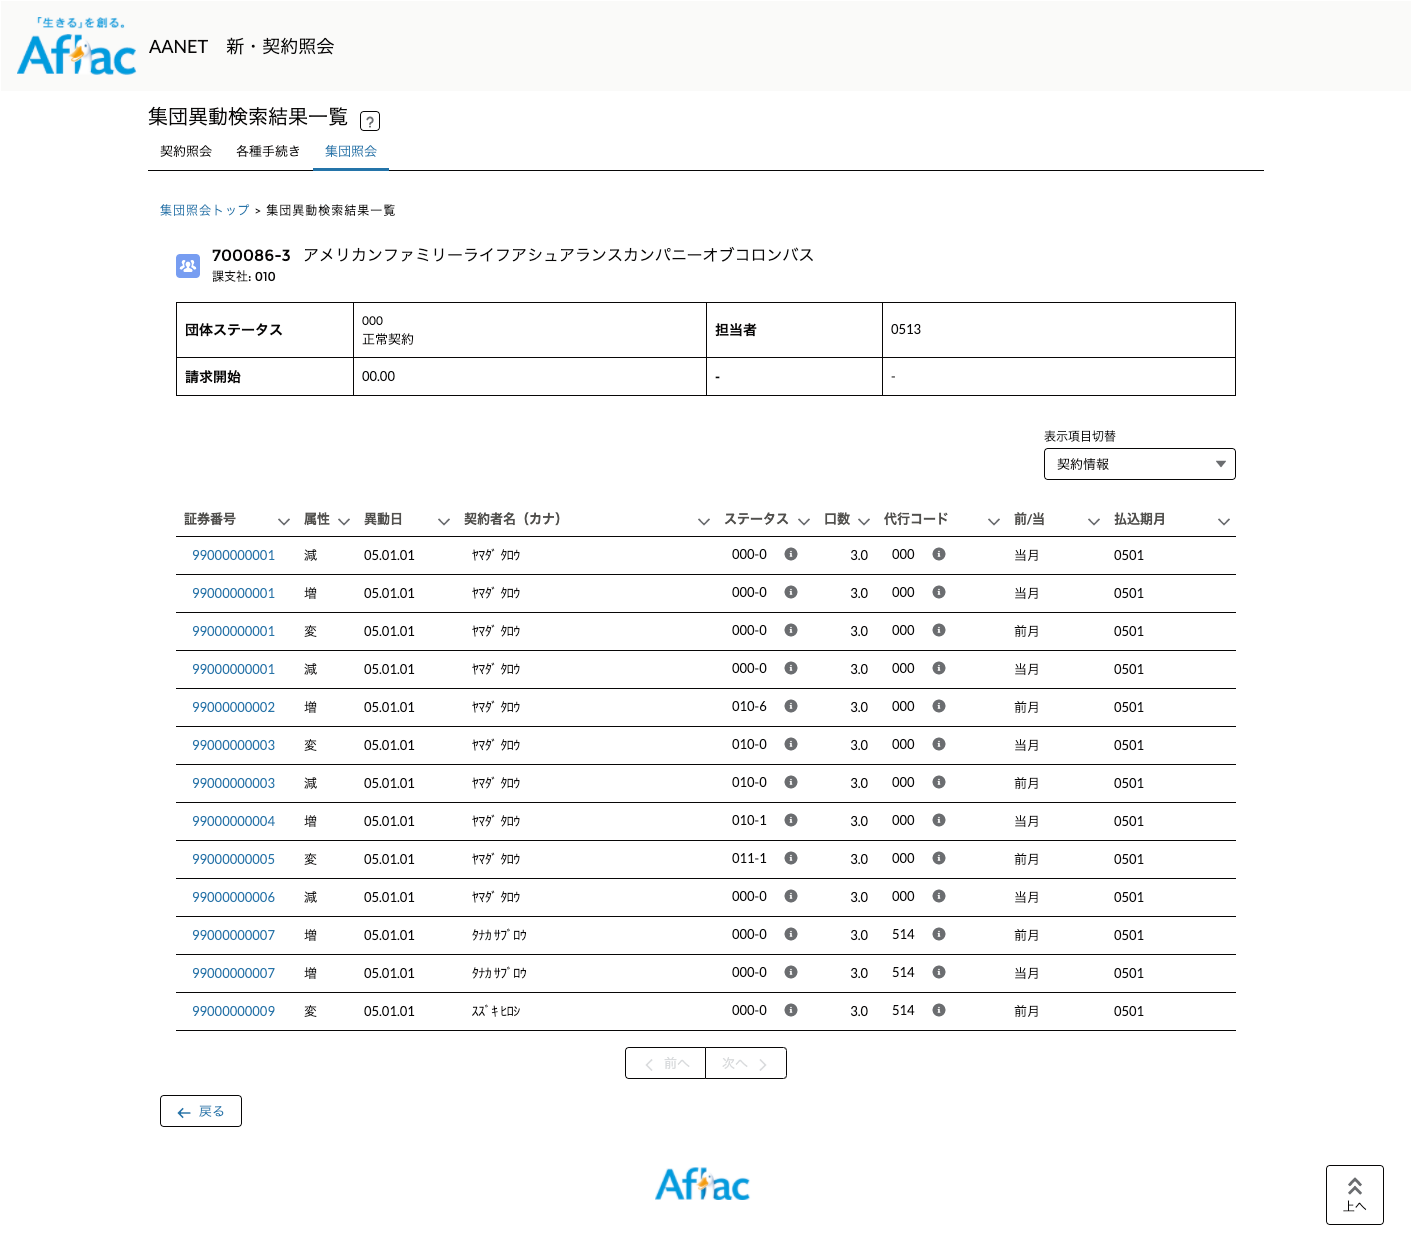 「生きる」を創る。
Aflac AANET 新・契約照会
集団異動検索結果一覧 ?
契約照会 各種手続き 集団照会
集団照会トップ > 集団異動検索結果一覧
700086-3 アメリカンファミリーライフアシュアランスカンパニーオブコロンバス
課支社: 010
団体ステータス 000 正常契約 担当者 0513
請求開始 00.00 - -
表示項目切替
契約情報
証券番号 属性 異動日 契約者名（カナ） ステータス 口数 代行コード 前/当 払込期月
99000000001 減 05.01.01 ﾔﾏﾀﾞ ﾀﾛｳ 000-0 3.0 000 当月 0501
99000000001 増 05.01.01 ﾔﾏﾀﾞ ﾀﾛｳ 000-0 3.0 000 当月 0501
99000000001 変 05.01.01 ﾔﾏﾀﾞ ﾀﾛｳ 000-0 3.0 000 前月 0501
99000000001 減 05.01.01 ﾔﾏﾀﾞ ﾀﾛｳ 000-0 3.0 000 当月 0501
99000000002 増 05.01.01 ﾔﾏﾀﾞ ﾀﾛｳ 010-6 3.0 000 前月 0501
99000000003 変 05.01.01 ﾔﾏﾀﾞ ﾀﾛｳ 010-0 3.0 000 当月 0501
99000000003 減 05.01.01 ﾔﾏﾀﾞ ﾀﾛｳ 010-0 3.0 000 前月 0501
99000000004 増 05.01.01 ﾔﾏﾀﾞ ﾀﾛｳ 010-1 3.0 000 当月 0501
99000000005 変 05.01.01 ﾔﾏﾀﾞ ﾀﾛｳ 011-1 3.0 000 前月 0501
99000000006 減 05.01.01 ﾔﾏﾀﾞ ﾀﾛｳ 000-0 3.0 000 当月 0501
99000000007 増 05.01.01 ﾀﾅｶ ｻﾌﾞﾛｳ 000-0 3.0 514 前月 0501
99000000007 増 05.01.01 ﾀﾅｶ ｻﾌﾞﾛｳ 000-0 3.0 514 当月 0501
99000000009 変 05.01.01 ｽｽﾞｷ ﾋﾛｼ 000-0 3.0 514 前月 0501
前へ 次へ
戻る
Aflac
上へ